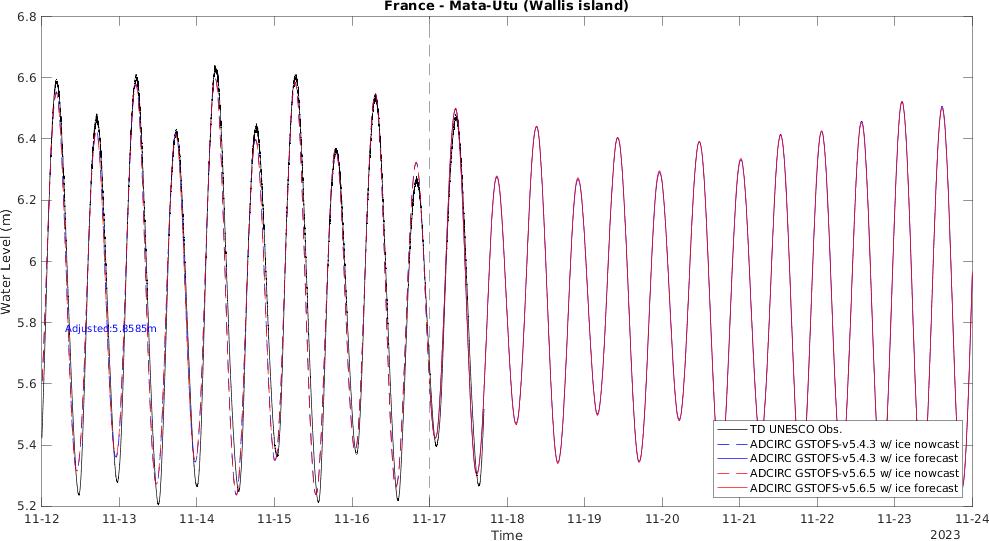 France - Mata-Utu (Wallis island)
6.8
6.6
6.4
6.2
6
5.8
5.6
5.4
5.2
Water Level (m)
Adjusted:5.8585m
TD UNESCO Obs.
ADCIRC GSTOFS-v5.4.3 w/ ice nowcast
ADCIRC GSTOFS-v5.4.3 w/ ice forecast
ADCIRC GSTOFS-v5.6.5 w/ ice nowcast
ADCIRC GSTOFS-v5.6.5 w/ ice forecast
11-12 11-13 11-14 11-15 11-16 11-17 11-18 11-19 11-20 11-21 11-22 11-23 11-24
Time
2023